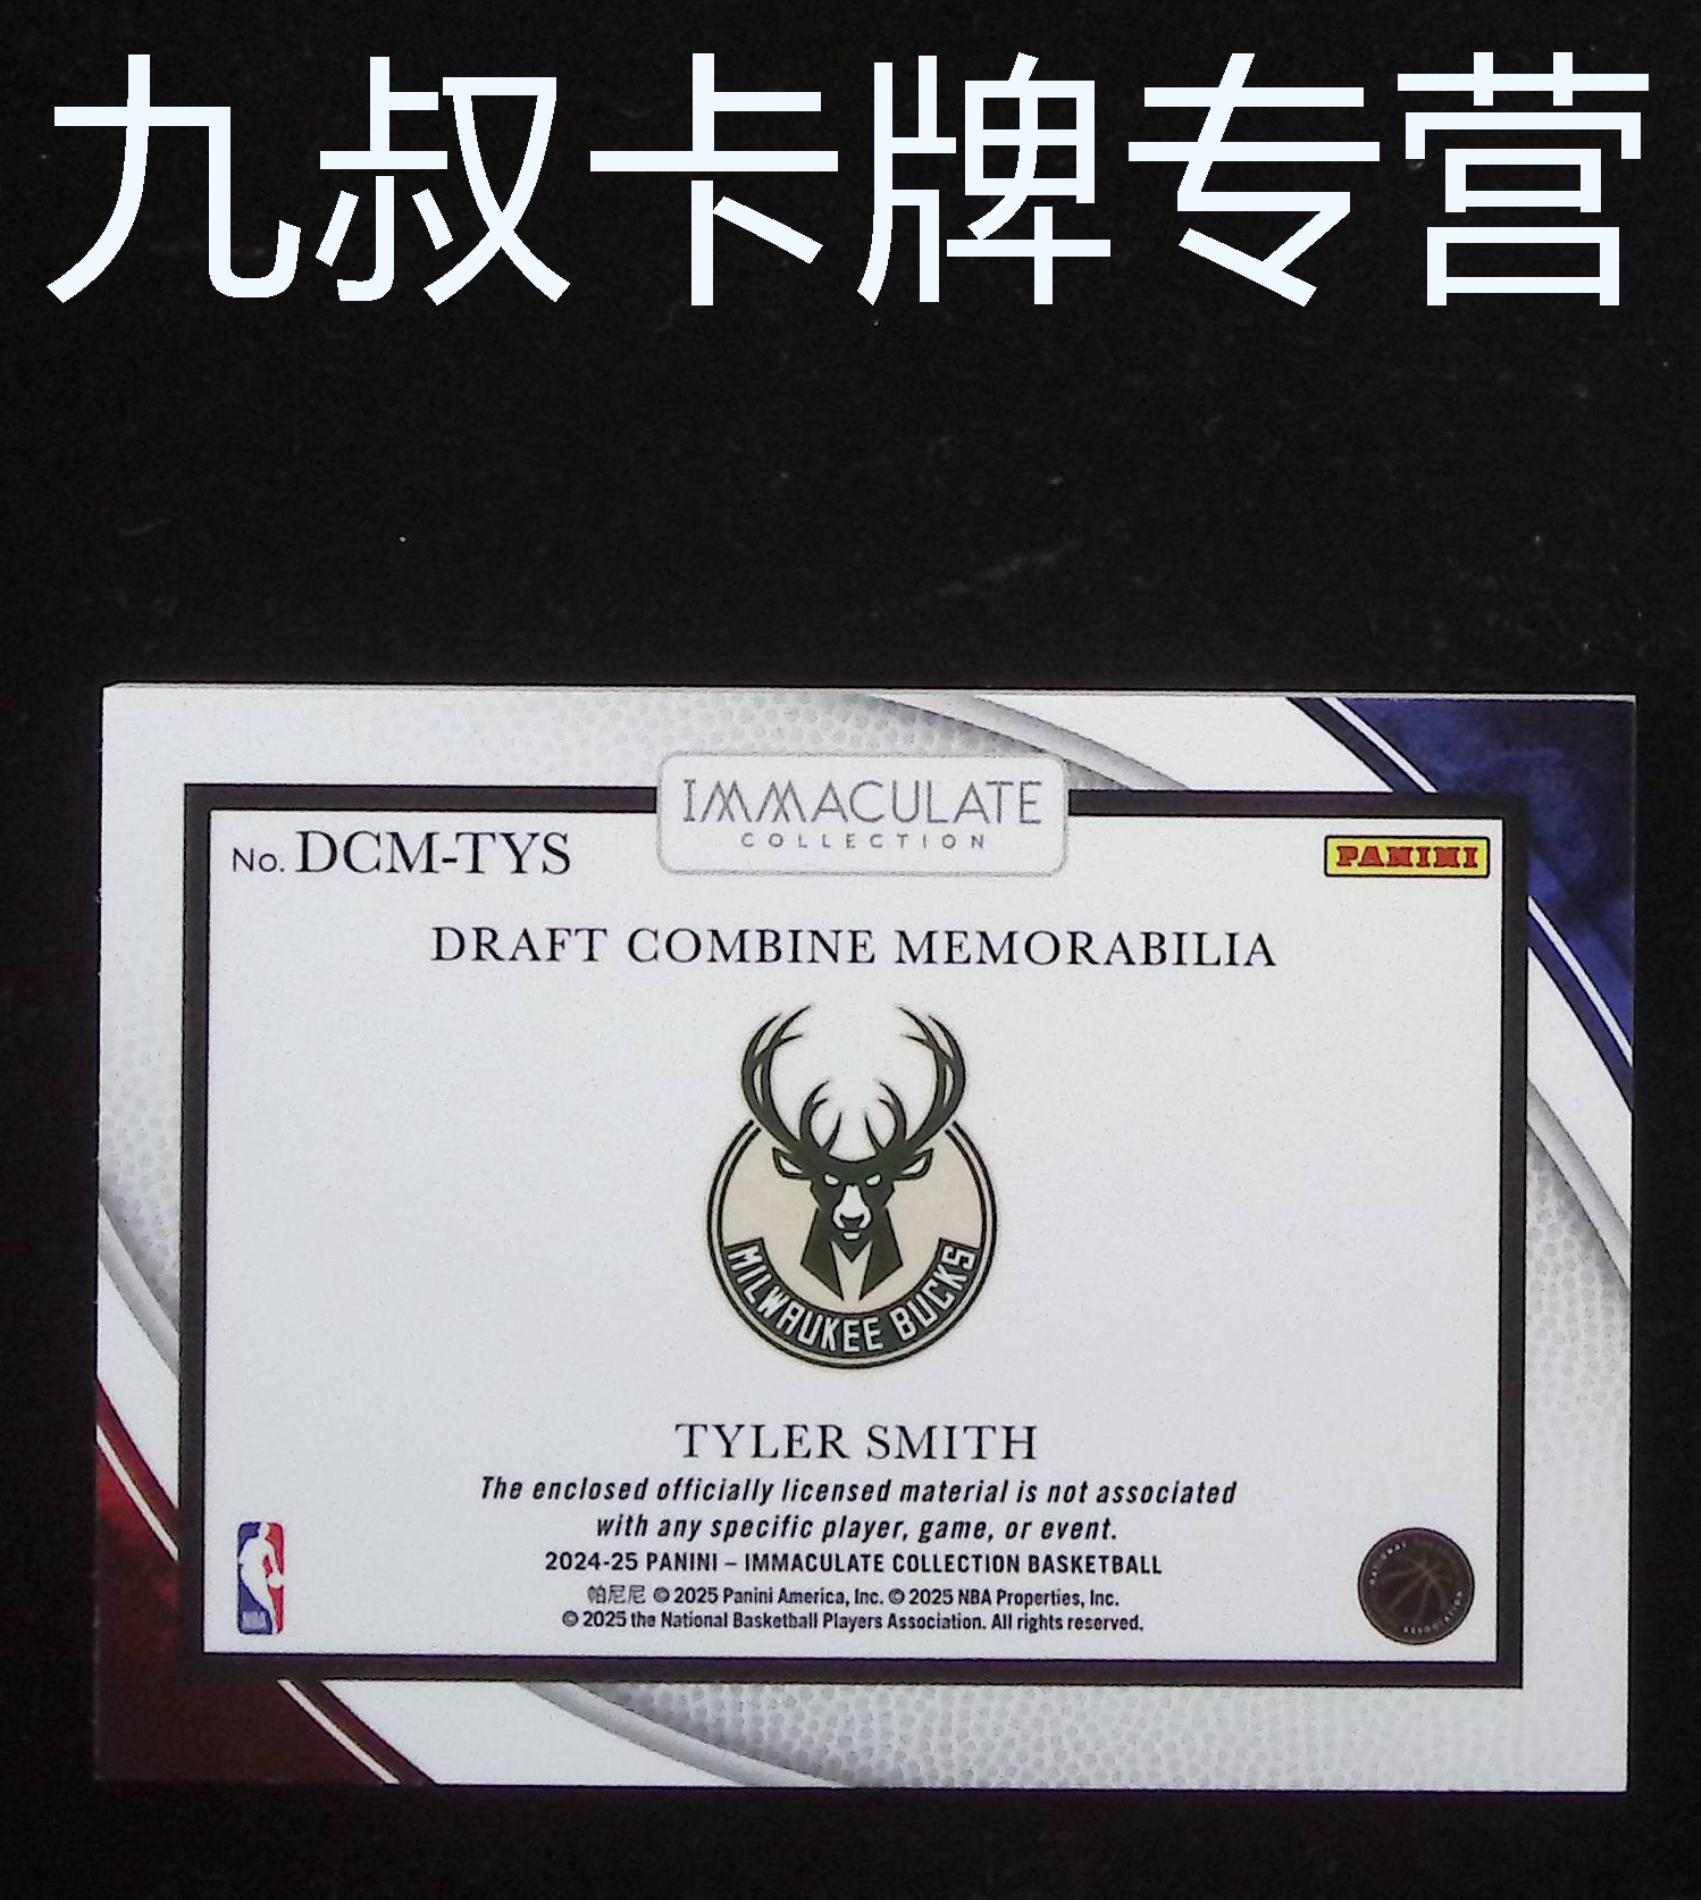 九叔卡牌专营
IMMACULATE
COLLECTION
No. DCM-TYS
PANINI
DRAFT COMBINE MEMORABILIA
MILWAUKEE BUCKS
TYLER SMITH
The enclosed officially licensed material is not associated
with any specific player, game, or event.
2024-25 PANINI – IMMACULATE COLLECTION BASKETBALL
帕尼尼 © 2025 Panini America, Inc. © 2025 NBA Properties, Inc.
© 2025 the National Basketball Players Association. All rights reserved.
NBA
NATIONAL
ASSOCIATION